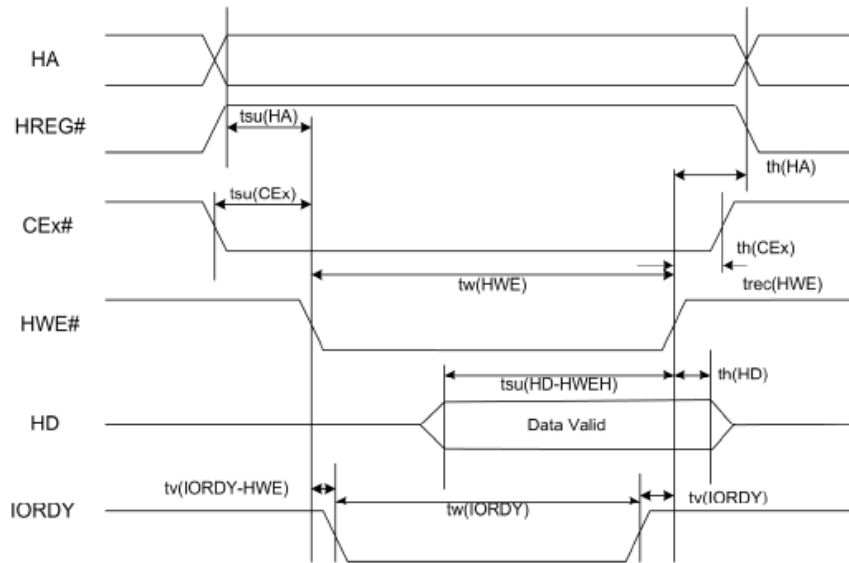 HA
HREG#
tsu(HA)
th(HA)
tsu(CEx)
CEx#
th(CEx)
tw(HWE)
trec(HWE)
HWE#
tsu(HD-HWEH)
th(HD)
HD
Data Valid
tv(IORDY-HWE)
tw(IORDY)
tv(IORDY)
IORDY